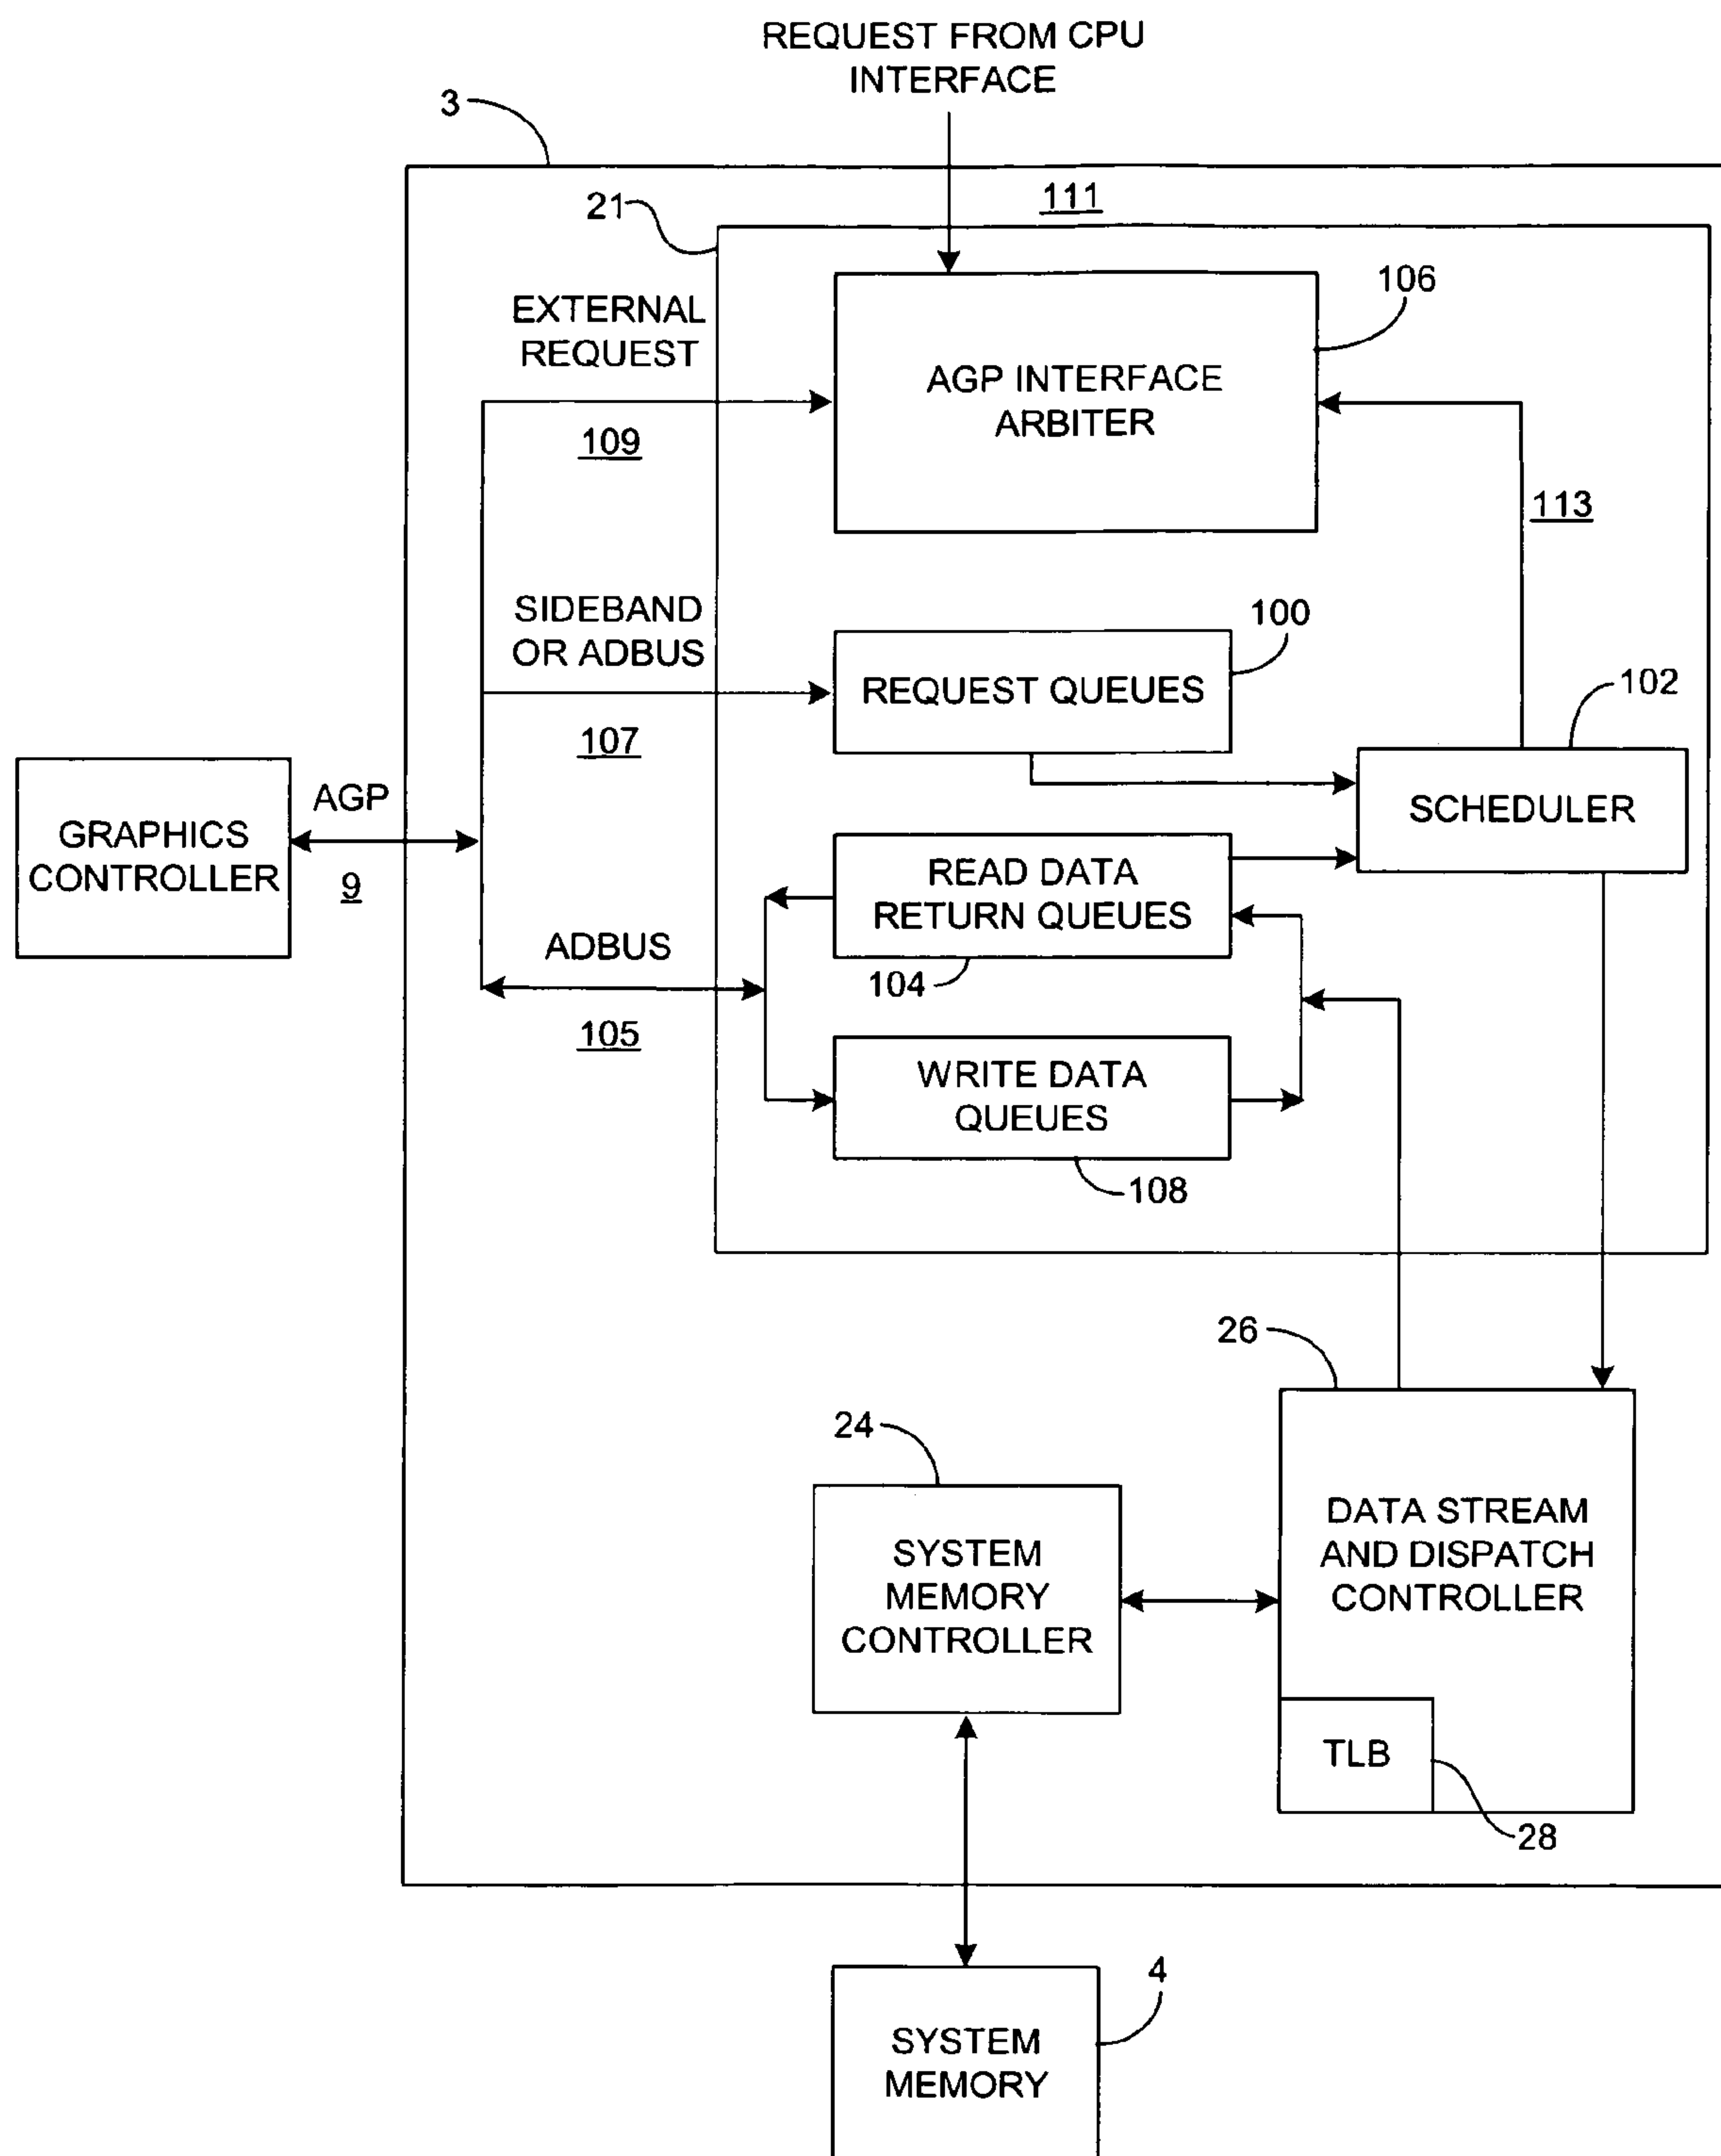 REQUEST FROM CPU
INTERFACE
3
111
21
106
EXTERNAL
REQUEST
AGP INTERFACE
ARBITER
109
113
SIDEBAND
OR ADBUS
100
REQUEST QUEUES
102
107
AGP
SCHEDULER
GRAPHICS
CONTROLLER
9
READ DATA
RETURN QUEUES
ADBUS
104
105
WRITE DATA
QUEUES
108
26
24
DATA STREAM
AND DISPATCH
CONTROLLER
SYSTEM
MEMORY
CONTROLLER
TLB
28
4
SYSTEM
MEMORY